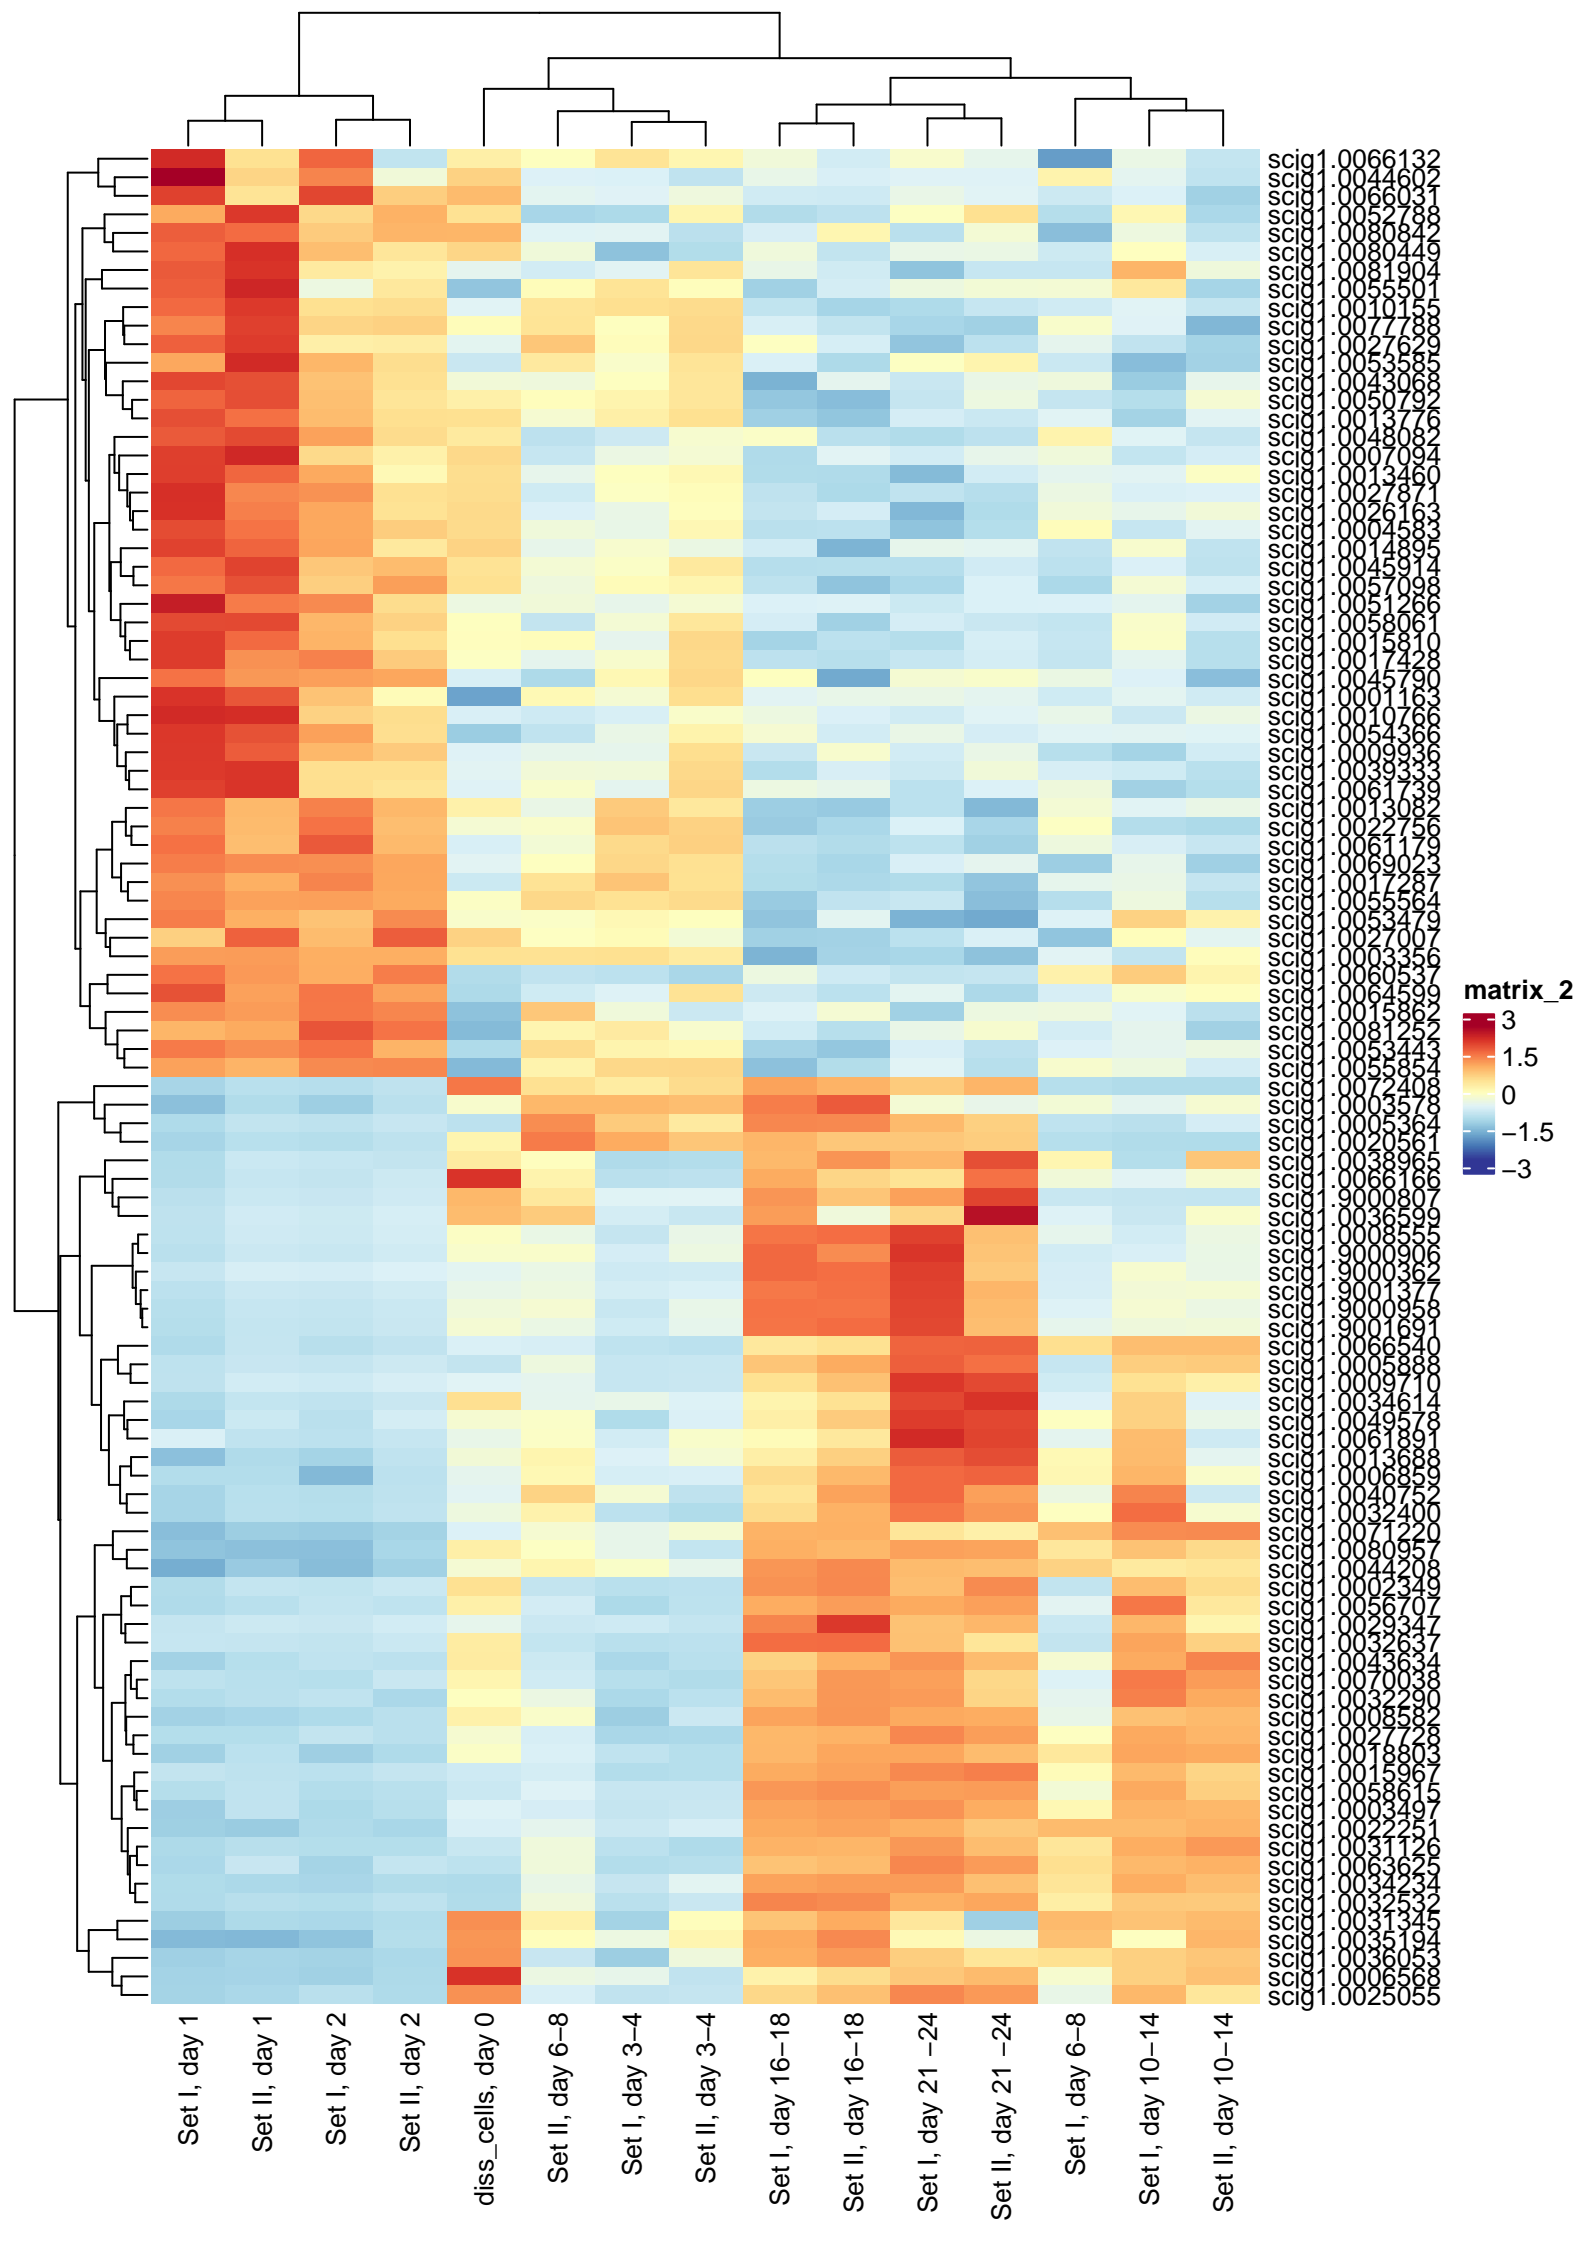 scig1.0066132
scig1.0044602
scig1.0066031
scig1.0052788
scig1.0080842
scig1.0080449
scig1.0081904
scig1.0055501
scig1.0010155
scig1.0077788
scig1.0027629
scig1.0053585
scig1.0043068
scig1.0050792
scig1.0013776
scig1.0048082
scig1.0007094
scig1.0013460
scig1.0027871
scig1.0026163
scig1.0004583
scig1.0014895
scig1.0045914
scig1.0057098
scig1.0051266
scig1.0058061
scig1.0015810
scig1.0017428
scig1.0045790
scig1.0001163
scig1.0010766
scig1.0054366
scig1.0009936
scig1.0039333
scig1.0061739
scig1.0013082
scig1.0022756
scig1.0061179
scig1.0069023
scig1.0017287
scig1.0055564
scig1.0053479
scig1.0027007
scig1.0003356
scig1.0060537
scig1.0064599
scig1.0015862
scig1.0081252
scig1.0053443
scig1.0055854
scig1.0072408
scig1.0003578
scig1.0005364
scig1.0020561
scig1.0038965
scig1.0066166
scig1.9000807
scig1.0036599
scig1.0008555
scig1.9000906
scig1.9000362
scig1.9001377
scig1.9000958
scig1.9001691
scig1.0066540
scig1.0005888
scig1.0009710
scig1.0034614
scig1.0049578
scig1.0061891
scig1.0013688
scig1.0006859
scig1.0040752
scig1.0032400
scig1.0071220
scig1.0080957
scig1.0044208
scig1.0002349
scig1.0056707
scig1.0029347
scig1.0032637
scig1.0043634
scig1.0070038
scig1.0032290
scig1.0008582
scig1.0027728
scig1.0018803
scig1.0015967
scig1.0058615
scig1.0003497
scig1.0022251
scig1.0031126
scig1.0063625
scig1.0034234
scig1.0032532
scig1.0031345
scig1.0035194
scig1.0036053
scig1.0006568
scig1.0025055
matrix_2
3
1.5
0
−1.5
−3
Set I, day 1
Set II, day 1
Set I, day 2
Set II, day 2
diss_cells, day 0
Set II, day 6−8
Set I, day 3−4
Set II, day 3−4
Set I, day 16−18
Set II, day 16−18
Set I, day 21 −24
Set II, day 21 −24
Set I, day 6−8
Set I, day 10−14
Set II, day 10−14